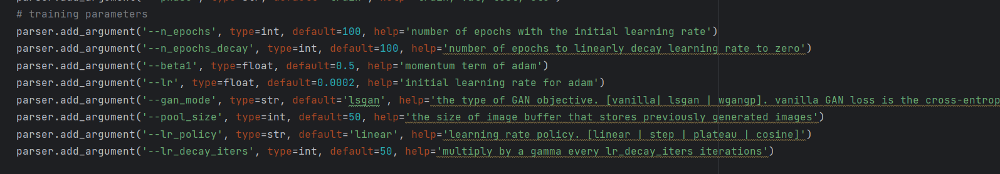 # training parameters
parser.add_argument('--n_epochs', type=int, default=100, help='number of epochs with the initial learning rate')
parser.add_argument('--n_epochs_decay', type=int, default=100, help='number of epochs to linearly decay learning rate to zero')
parser.add_argument('--beta1', type=float, default=0.5, help='momentum term of adam')
parser.add_argument('--lr', type=float, default=0.0002, help='initial learning rate for adam')
parser.add_argument('--gan_mode', type=str, default='lsgan', help='the type of GAN objective. [vanilla| lsgan | wgangp]. vanilla GAN loss is the cross-entrop
parser.add_argument('--pool_size', type=int, default=50, help='the size of image buffer that stores previously generated images')
parser.add_argument('--lr_policy', type=str, default='linear', help='learning rate policy. [linear | step | plateau | cosine]')
parser.add_argument('--lr_decay_iters', type=int, default=50, help='multiply by a gamma every lr_decay_iters iterations')